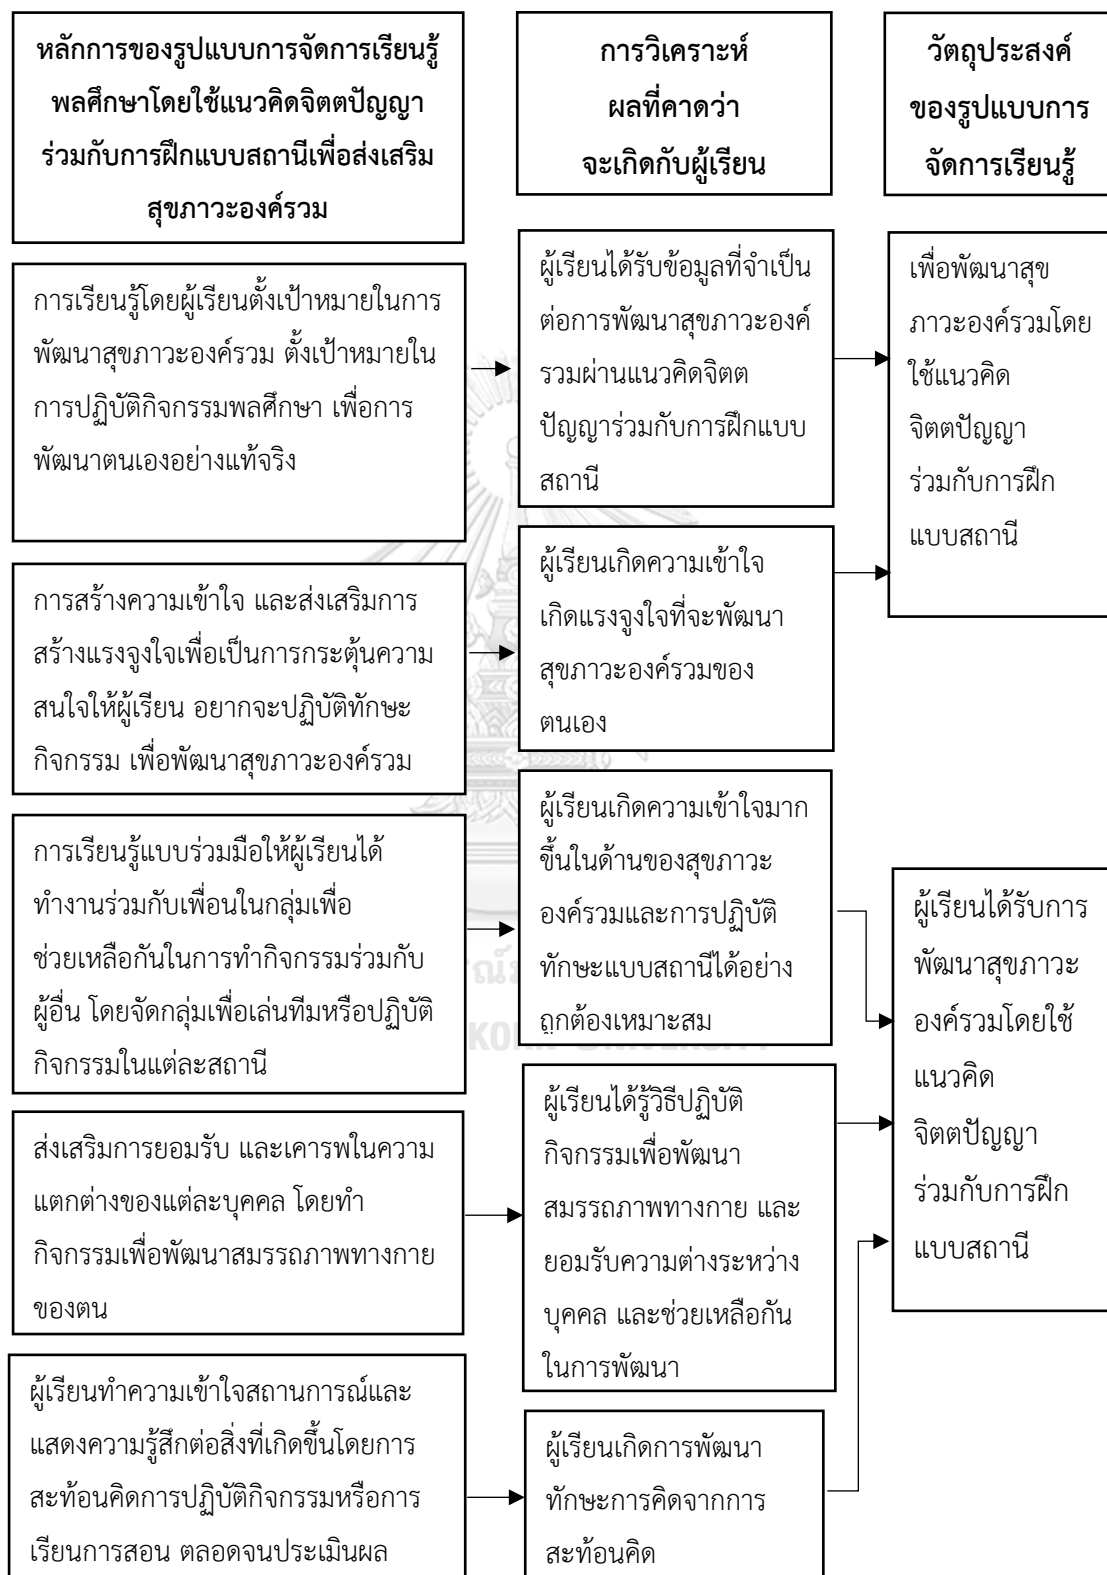 หลักการของรูปแบบการจัดการเรียนรู้
พลศึกษาโดยใช้แนวคิดจิตตปัญญา
ร่วมกับการฝึกแบบสถานีเพื่อส่งเสริม
สุขภาวะองค์รวม
การวิเคราะห์
ผลที่คาดว่า
จะเกิดกับผู้เรียน
วัตถุประสงค์
ของรูปแบบการ
จัดการเรียนรู้
การเรียนรู้โดยผู้เรียนตั้งเป้าหมายในการ
พัฒนาสุขภาวะองค์รวม ตั้งเป้าหมายใน
การปฏิบัติกิจกรรมพลศึกษา เพื่อการ
พัฒนาตนเองอย่างแท้จริง
ผู้เรียนได้รับข้อมูลที่จำเป็น
ต่อการพัฒนาสุขภาวะองค์
รวมผ่านแนวคิดจิตต
ปัญญาร่วมกับการฝึกแบบ
สถานี
เพื่อพัฒนาสุข
ภาวะองค์รวมโดย
ใช้แนวคิด
จิตตปัญญา
ร่วมกับการฝึก
แบบสถานี
การสร้างความเข้าใจ และส่งเสริมการ
สร้างแรงจูงใจเพื่อเป็นการกระตุ้นความ
สนใจให้ผู้เรียน อยากจะปฏิบัติทักษะ
กิจกรรม เพื่อพัฒนาสุขภาวะองค์รวม
ผู้เรียนเกิดความเข้าใจ
เกิดแรงจูงใจที่จะพัฒนา
สุขภาวะองค์รวมของ
ตนเอง
การเรียนรู้แบบร่วมมือให้ผู้เรียนได้
ทำงานร่วมกับเพื่อนในกลุ่มเพื่อ
ช่วยเหลือกันในการทำกิจกรรมร่วมกับ
ผู้อื่น โดยจัดกลุ่มเพื่อเล่นทีมหรือปฏิบัติ
กิจกรรมในแต่ละสถานี
ผู้เรียนเกิดความเข้าใจมาก
ขึ้นในด้านของสุขภาวะ
องค์รวมและการปฏิบัติ
ทักษะแบบสถานีได้อย่าง
ถูกต้องเหมาะสม
ผู้เรียนได้รับการ
พัฒนาสุขภาวะ
องค์รวมโดยใช้
แนวคิด
จิตตปัญญา
ร่วมกับการฝึก
แบบสถานี
ส่งเสริมการยอมรับ และเคารพในความ
แตกต่างของแต่ละบุคคล โดยทำ
กิจกรรมเพื่อพัฒนาสมรรถภาพทางกาย
ของตน
ผู้เรียนได้รู้วิธีปฏิบัติ
กิจกรรมเพื่อพัฒนา
สมรรถภาพทางกาย และ
ยอมรับความต่างระหว่าง
บุคคล และช่วยเหลือกัน
ในการพัฒนา
ผู้เรียนทำความเข้าใจสถานการณ์และ
แสดงความรู้สึกต่อสิ่งที่เกิดขึ้นโดยการ
สะท้อนคิดการปฏิบัติกิจกรรมหรือการ
เรียนการสอน ตลอดจนประเมินผล
ผู้เรียนเกิดการพัฒนา
ทักษะการคิดจากการ
สะท้อนคิด